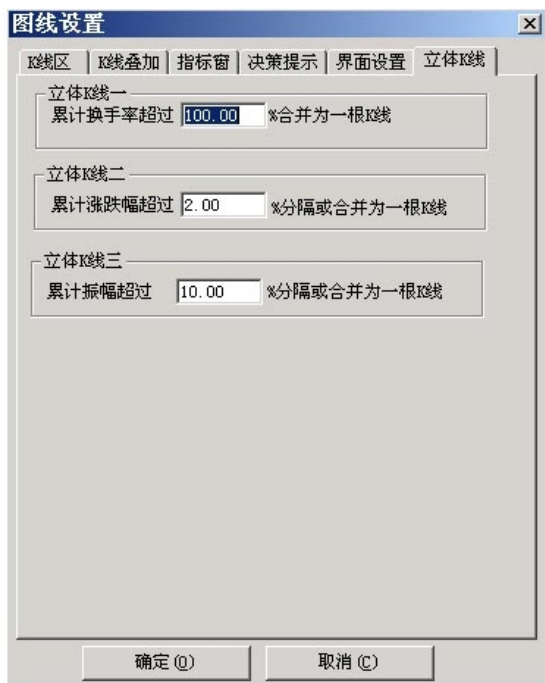 图线设置
K线区 K线叠加 指标窗 决策提示 界面设置 立体K线
立体K线一
累计换手率超过 100.00 %合并为一根K线
立体K线二
累计涨跌幅超过 2.00 %分隔或合并为一根K线
立体K线三
累计振幅超过 10.00 %分隔或合并为一根K线
确定(O) 取消(C)